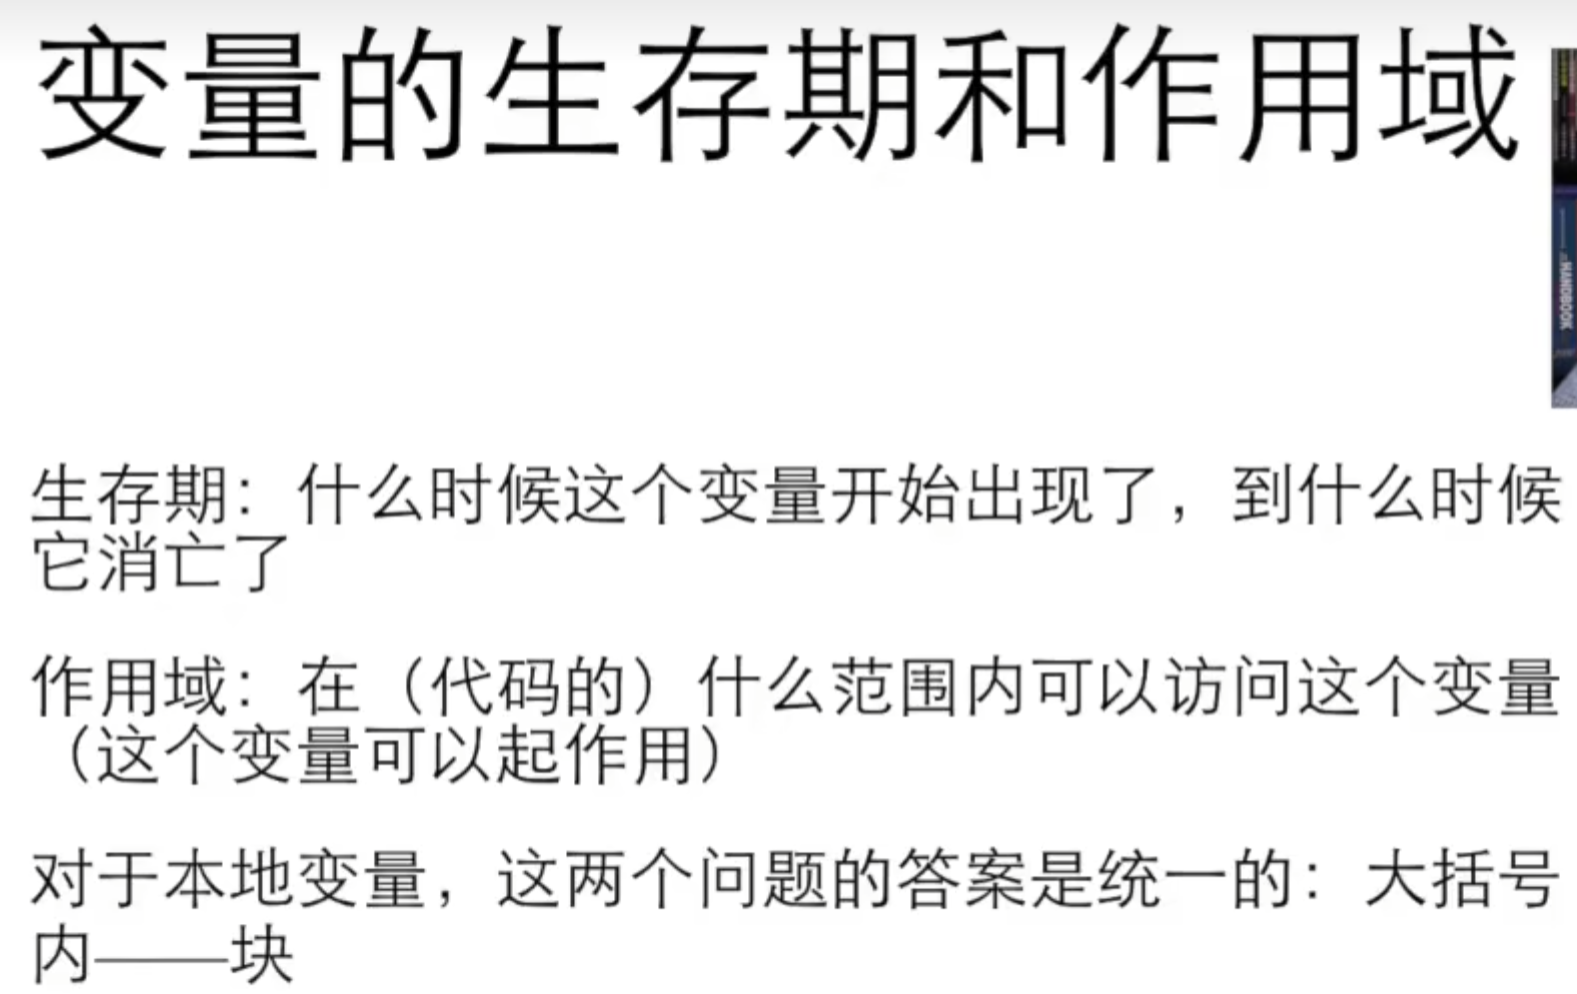 变量的生存期和作用域
HANDBOOK
生存期：什么时候这个变量开始出现了，到什么时候
它消亡了
作用域：在（代码的）什么范围内可以访问这个变量
（这个变量可以起作用）
对于本地变量，这两个问题的答案是统一的：大括号
内——块